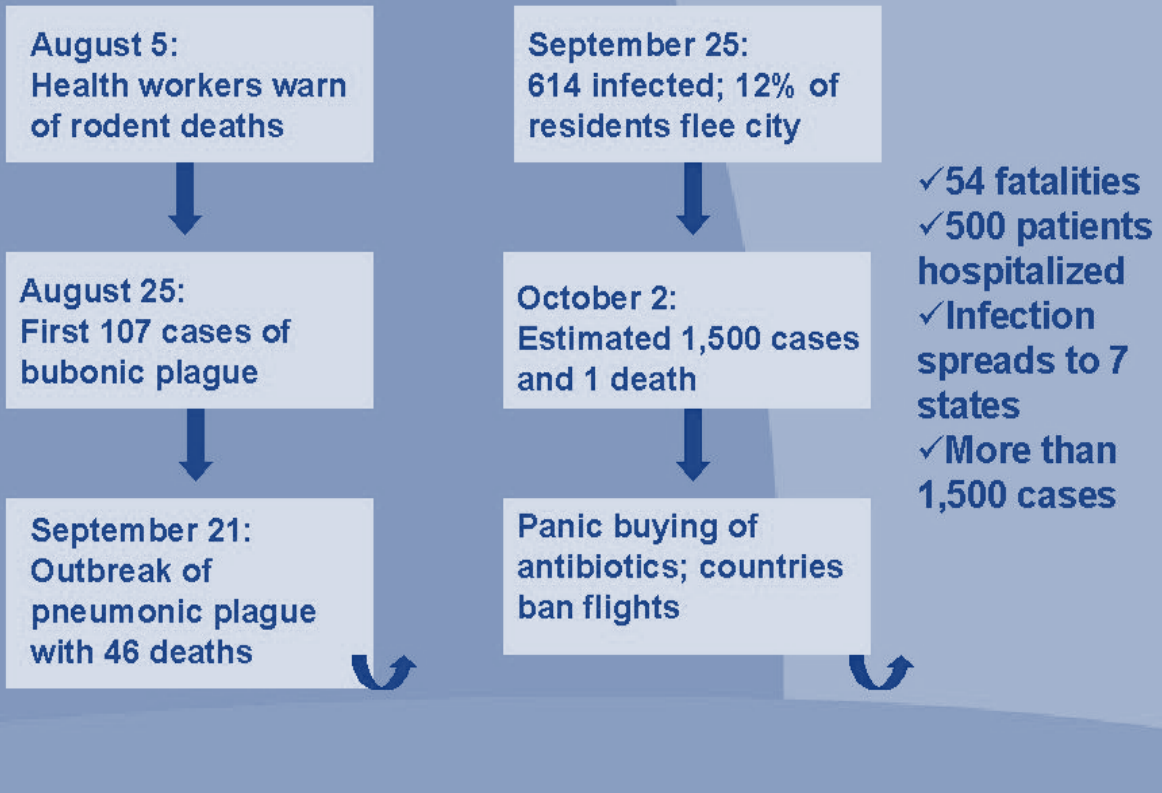 August 5:
Health workers warn
of rodent deaths
August 25:
First 107 cases of
bubonic plague
September 21:
Outbreak of
pneumonic plague
with 46 deaths
September 25:
614 infected; 12% of
residents flee city
October 2:
Estimated 1,500 cases
and 1 death
Panic buying of
antibiotics; countries
ban flights
✓54 fatalities
✓500 patients
hospitalized
✓Infection
spreads to 7
states
✓More than
1,500 cases